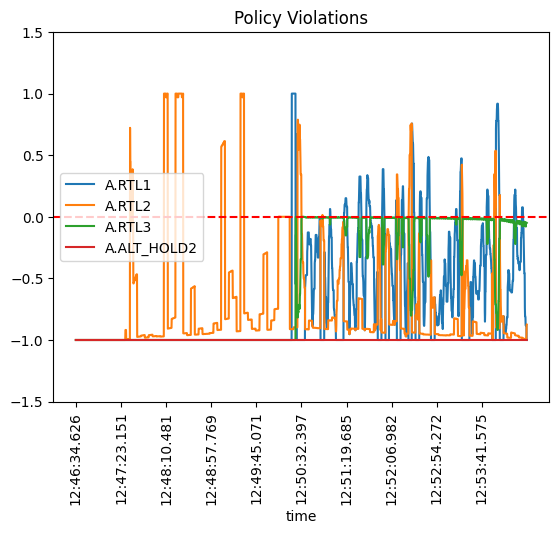 Policy Violations
1.5
1.0
0.5
0.0
−0.5
−1.0
−1.5
A.RTL1
A.RTL2
A.RTL3
A.ALT_HOLD2
12:46:34.626
12:47:23.151
12:48:10.481
12:48:57.769
12:49:45.071
12:50:32.397
12:51:19.685
12:52:06.982
12:52:54.272
12:53:41.575
time